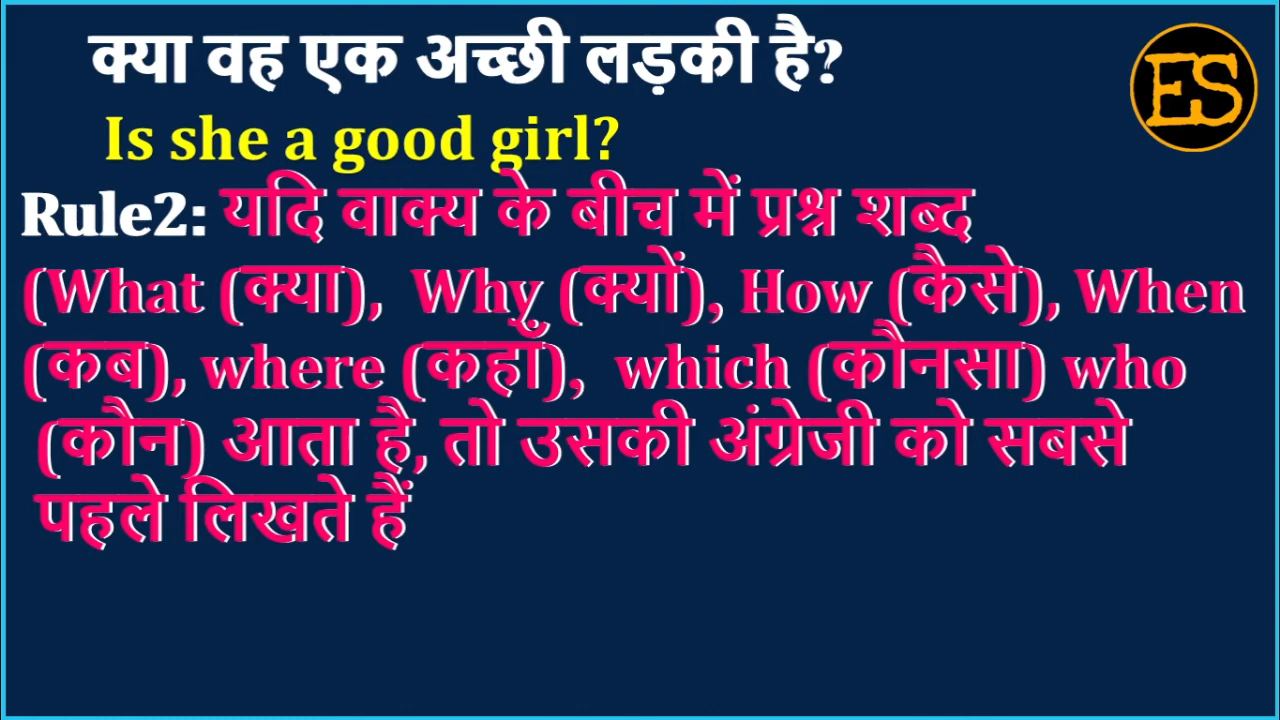 क्या वह एक अच्छी लड़की है?
ES
Is she a good girl?
Rule2: यदि वाक्य के बीच में प्रश्न शब्द
(What (क्या), Why (क्यों), How (कैसे), When
(कब), where (कहाँ), which (कौनसा) who
(कौन) आता है, तो उसकी अंग्रेजी को सबसे
पहले लिखते हैं